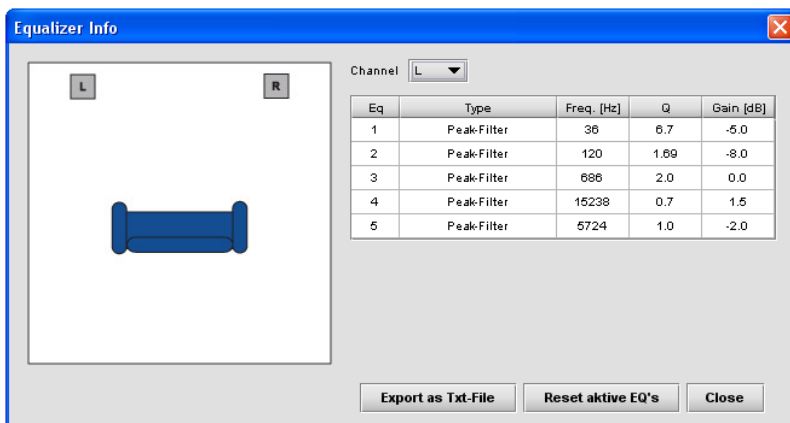 Equalizer Info
L R
Channel L
Eq Type Freq. [Hz] Q Gain [dB]
1 Peak-Filter 36 6.7 -5.0
2 Peak-Filter 120 1.69 -8.0
3 Peak-Filter 686 2.0 0.0
4 Peak-Filter 15238 0.7 1.5
5 Peak-Filter 5724 1.0 -2.0
Export as Txt-File Reset aktive EQ's Close